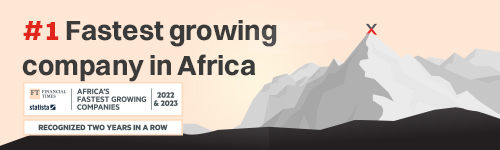 #1 Fastest growing
company in Africa
FT FINANCIAL
TIMES
statista
AFRICA'S
FASTEST GROWING
COMPANIES
2022
& 2023
RECOGNIZED TWO YEARS IN A ROW